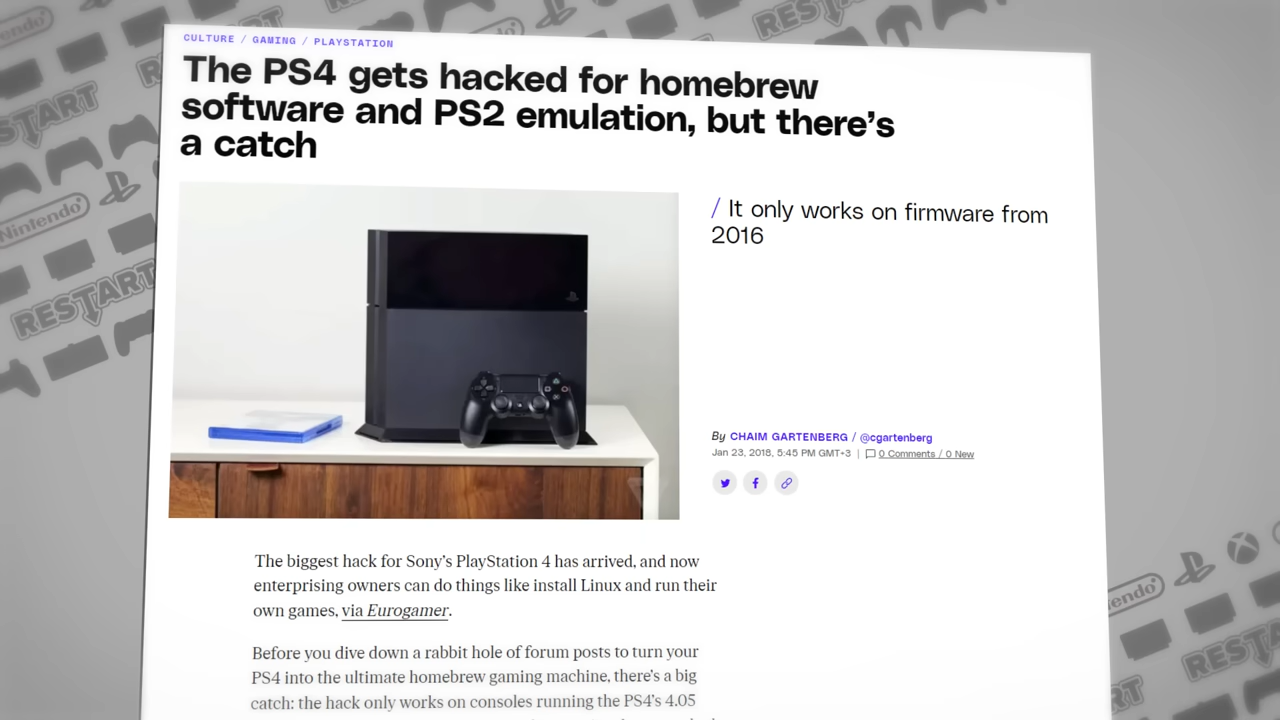 CULTURE / GAMING / PLAYSTATION
The PS4 gets hacked for homebrew
software and PS2 emulation, but there's
a catch
/ It only works on firmware from
2016
By CHAIM GARTENBERG / @cgartenberg
Jan 23, 2018, 5:45 PM GMT+3 | 0 Comments / 0 New
The biggest hack for Sony's PlayStation 4 has arrived, and now
enterprising owners can do things like install Linux and run their
own games, via Eurogamer.
Before you dive down a rabbit hole of forum posts to turn your
PS4 into the ultimate homebrew gaming machine, there's a big
catch: the hack only works on consoles running the PS4's 4.05
Nintendo
RESTART